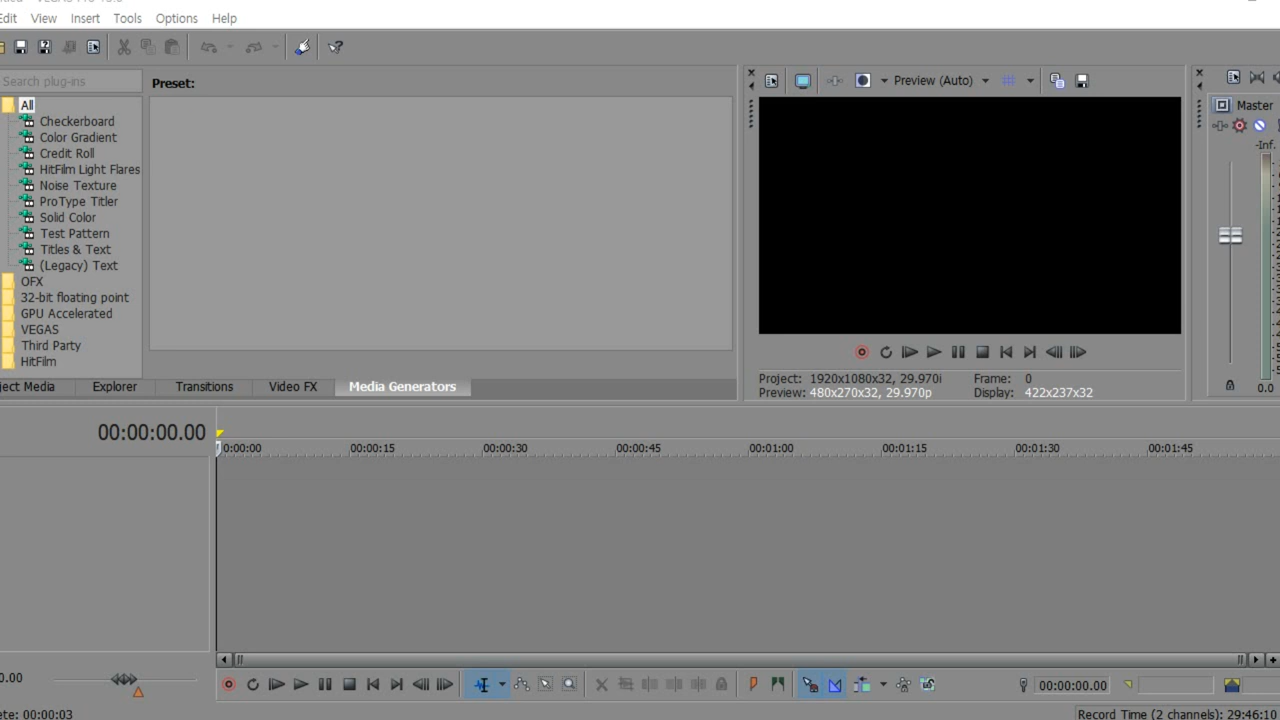 Edit View Insert Tools Options Help
Search plug-ins
Preset:
Preview (Auto)
Master
All
Checkerboard
Color Gradient
Credit Roll
HitFilm Light Flares
Noise Texture
ProType Titler
Solid Color
Test Pattern
Titles & Text
(Legacy) Text
OFX
32-bit floating point
GPU Accelerated
VEGAS
Third Party
HitFilm
-Inf.
0.0
ject Media Explorer Transitions Video FX Media Generators
Project: 1920x1080x32, 29.970i Frame: 0
Preview: 480x270x32, 29.970p Display: 422x237x32
00:00:00.00
0:00:00 00:00:15 00:00:30 00:00:45 00:01:00 00:01:15 00:01:30 00:01:45
0.00
00:00:00.00
ete: 00:00:03
Record Time (2 channels): 29:46:10